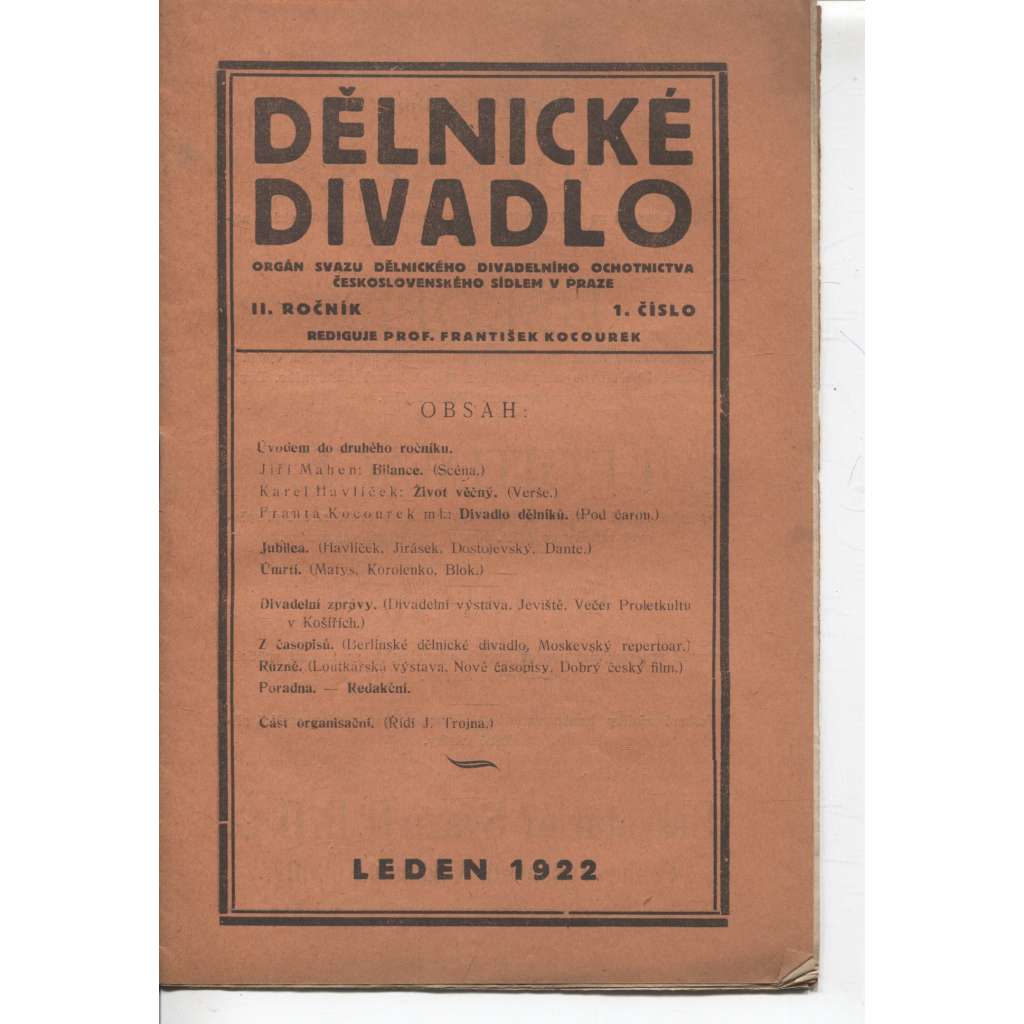 DĚLNICKÉ
DIVADLO
ORGÁN SVAZU DĚLNICKÉHO DIVADELNÍHO OCHOTNICTVA
ČESKOSLOVENSKÉHO SÍDLEM V PRAZE
II. ROČNÍK 1. ČÍSLO
REDIGUJE PROF. FRANTIŠEK KOCOUREK
OBSAH:
Úvodem do druhého ročníku.
Jiří Mahen: Bilance. (Scéna.)
Karel Havlíček: Život věčný. (Verše.)
Franta Kocourek ml.: Divadlo dělníků. (Pod čarou.)
Jubilea. (Havlíček, Jirásek, Dostojevský, Dante.)
Úmrtí. (Matys, Korolenko, Blok.)
Divadelní zprávy. (Divadelní výstava. Jeviště. Večer Proletkultu
v Košířích.)
Z časopisů. (Berlínské dělnické divadlo, Moskevský repertoar.)
Různé. (Loutkářská výstava. Nové časopisy. Dobrý český film.)
Poradna. — Redakční.
Část organisační. (Řídí J. Trojna.)
LEDEN 1922